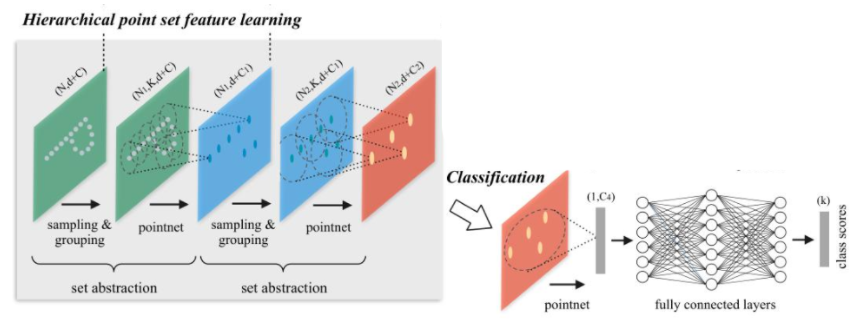 Hierarchical point set feature learning
(N,d+C)
(N₁,K,d+C)
(N₁,d+C₁)
(N₂,K,d+C₁)
(N₂,d+C₂)
sampling &
grouping
pointnet
sampling &
grouping
pointnet
set abstraction
set abstraction
Classification
(1,C₄)
(k)
class scores
pointnet
fully connected layers